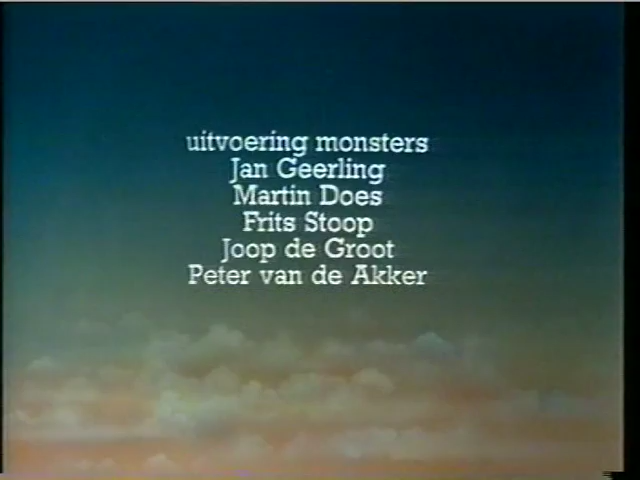 uitvoering monsters
Jan Geerling
Martin Does
Frits Stoop
Joop de Groot
Peter van de Akker